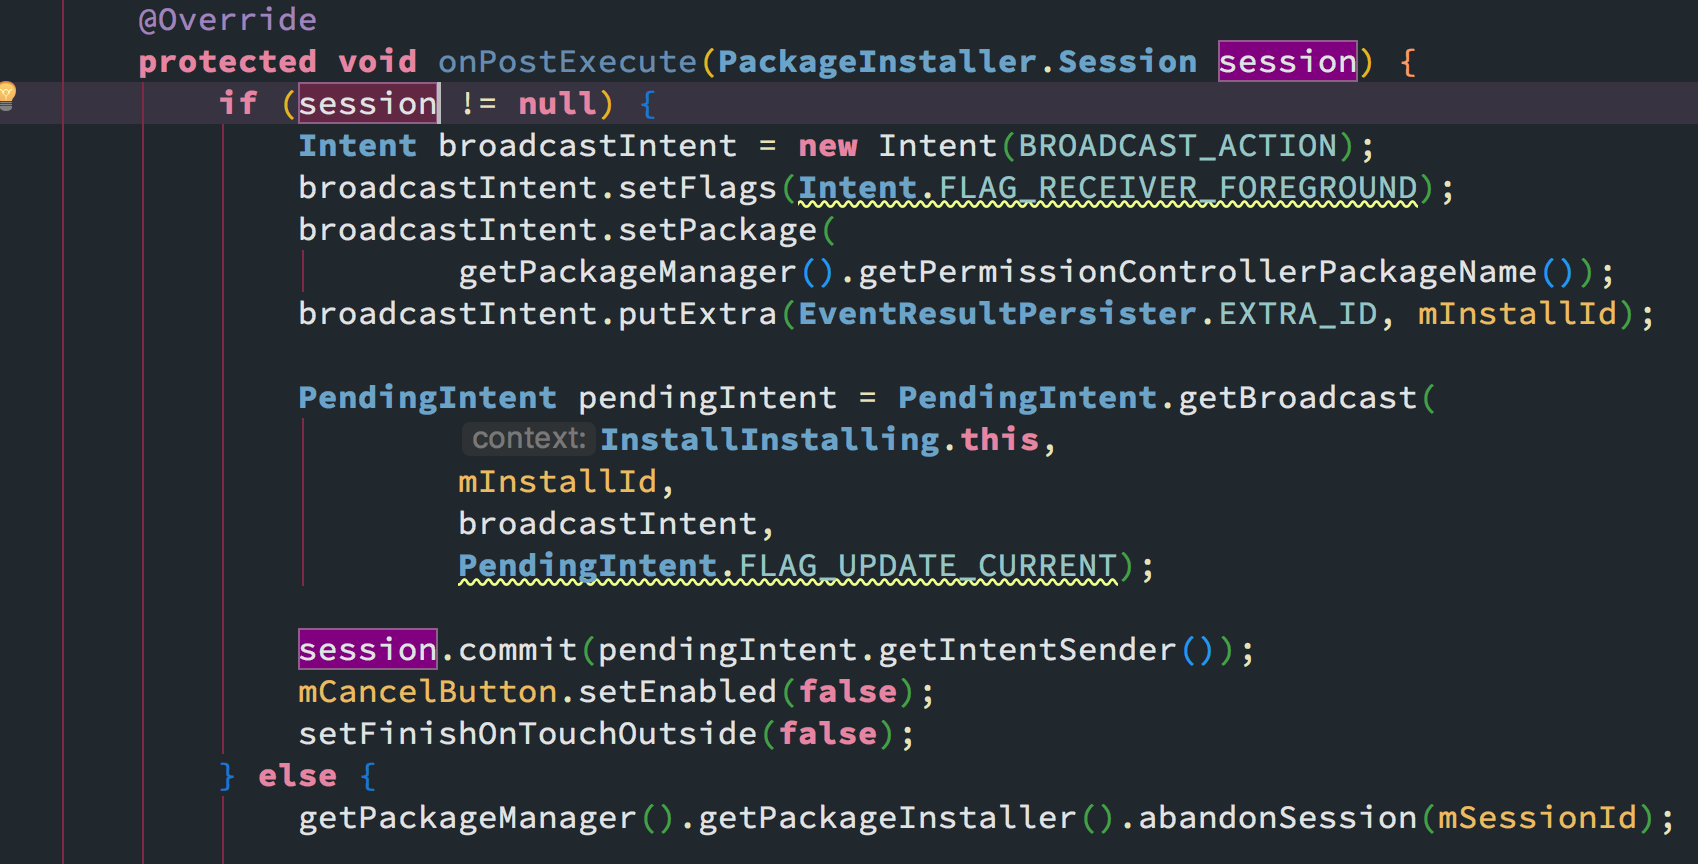 @Override
protected void onPostExecute(PackageInstaller.Session session) {
if (session != null) {
Intent broadcastIntent = new Intent(BROADCAST_ACTION);
broadcastIntent.setFlags(Intent.FLAG_RECEIVER_FOREGROUND);
broadcastIntent.setPackage(
getPackageManager().getPermissionControllerPackageName());
broadcastIntent.putExtra(EventResultPersister.EXTRA_ID, mInstallId);
PendingIntent pendingIntent = PendingIntent.getBroadcast(
context: InstallInstalling.this,
mInstallId,
broadcastIntent,
PendingIntent.FLAG_UPDATE_CURRENT);
session.commit(pendingIntent.getIntentSender());
mCancelButton.setEnabled(false);
setFinishOnTouchOutside(false);
} else {
getPackageManager().getPackageInstaller().abandonSession(mSessionId);